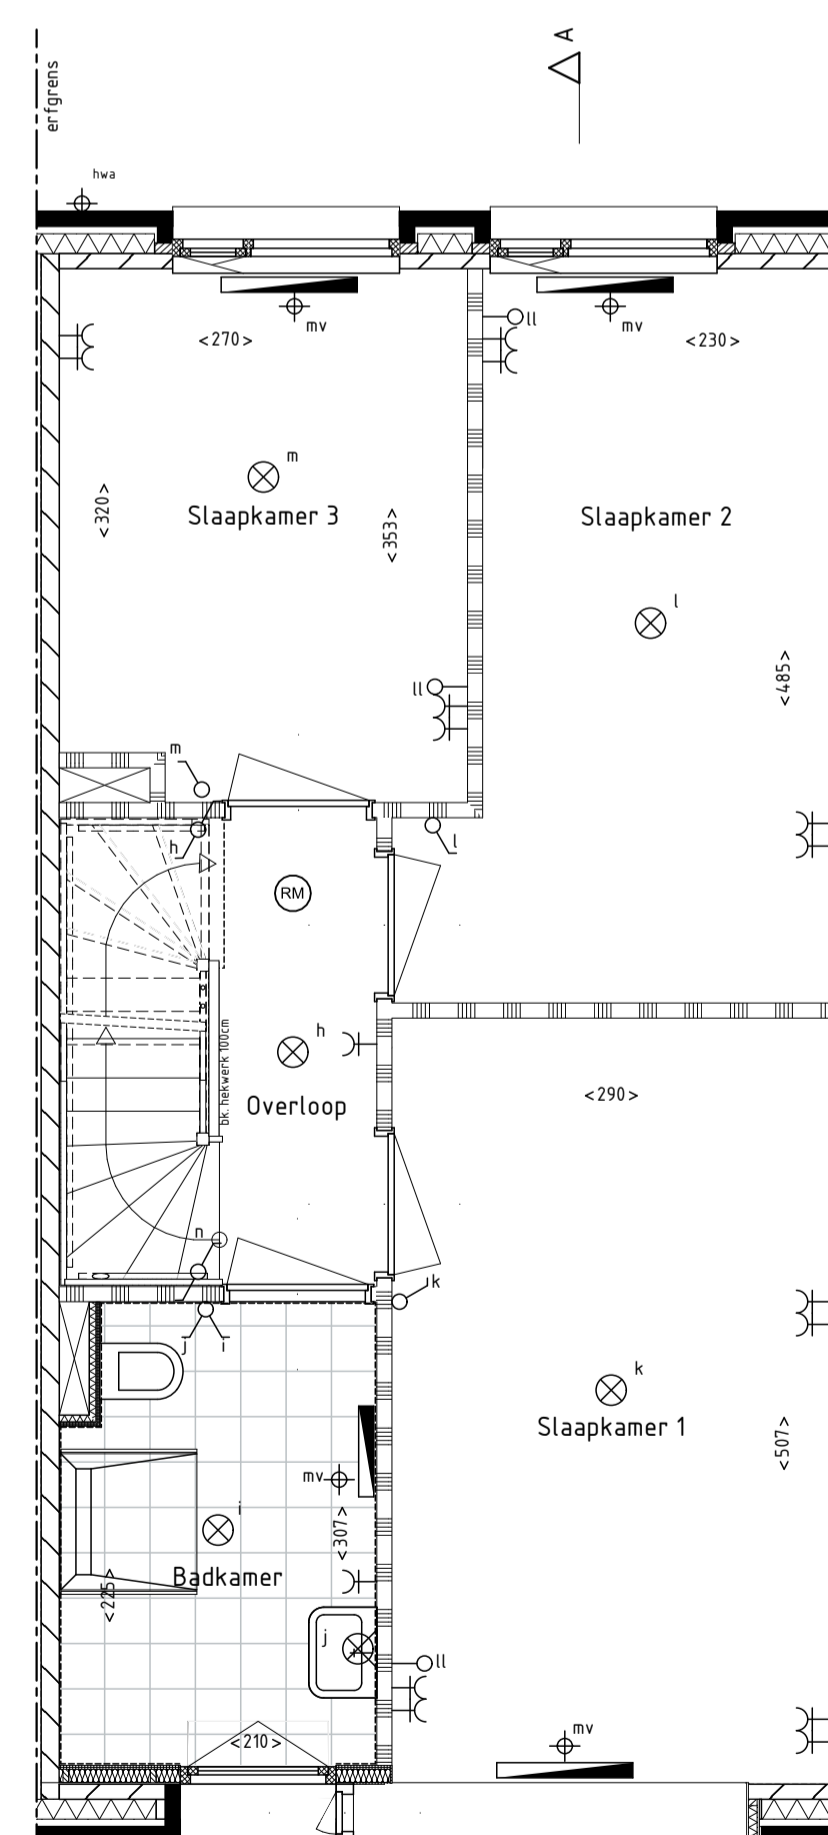 A
erfgrens
hwa
mv
mv
ll
<270>
<230>
m
<320>
Slaapkamer 3
<353>
Slaapkamer 2
l
<485>
ll
m
h
l
RM
bk. hekwerk 100cm
h
Overloop
<290>
n
k
j
i
k
Slaapkamer 1
<507>
mv
i
<307>
Badkamer
<225>
j
ll
mv
<210>